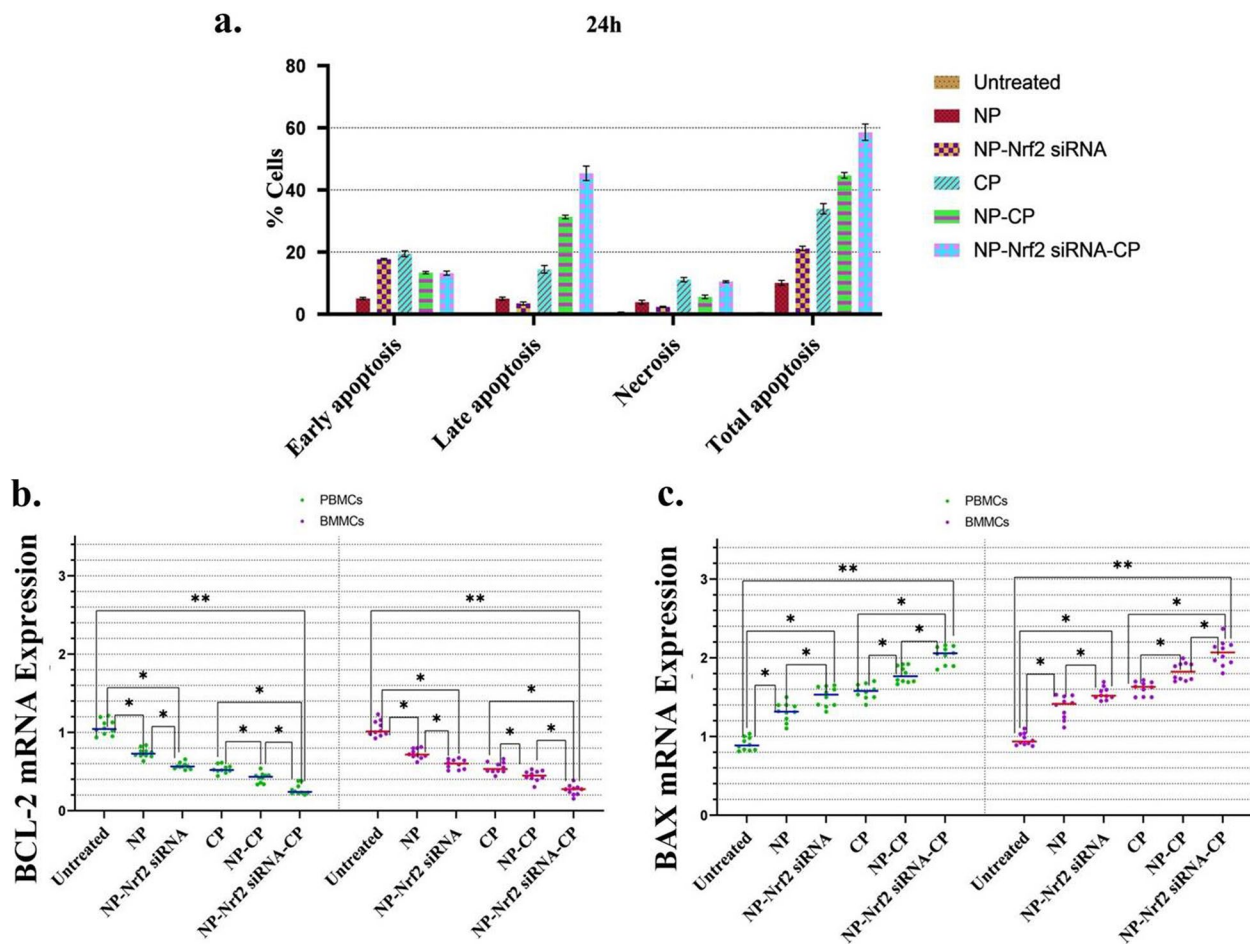 a.
24h
80
60
40
20
0
% Cells
Early apoptosis
Late apoptosis
Necrosis
Total apoptosis
Untreated
NP
NP-Nrf2 siRNA
CP
NP-CP
NP-Nrf2 siRNA-CP
b.
PBMCs
BMMCs
BCL-2 mRNA Expression
3
2
1
0
**
*
*
*
*
*
*
**
*
*
*
*
*
*
Untreated
NP
NP-Nrf2 siRNA
CP
NP-CP
NP-Nrf2 siRNA-CP
Untreated
NP
NP-Nrf2 siRNA
CP
NP-CP
NP-Nrf2 siRNA-CP
c.
PBMCs
BMMCs
BAX mRNA Expression
3
2
1
0
**
*
*
*
*
*
*
**
*
*
*
*
*
*
Untreated
NP
NP-Nrf2 siRNA
CP
NP-CP
NP-Nrf2 siRNA-CP
Untreated
NP
NP-Nrf2 siRNA
CP
NP-CP
NP-Nrf2 siRNA-CP